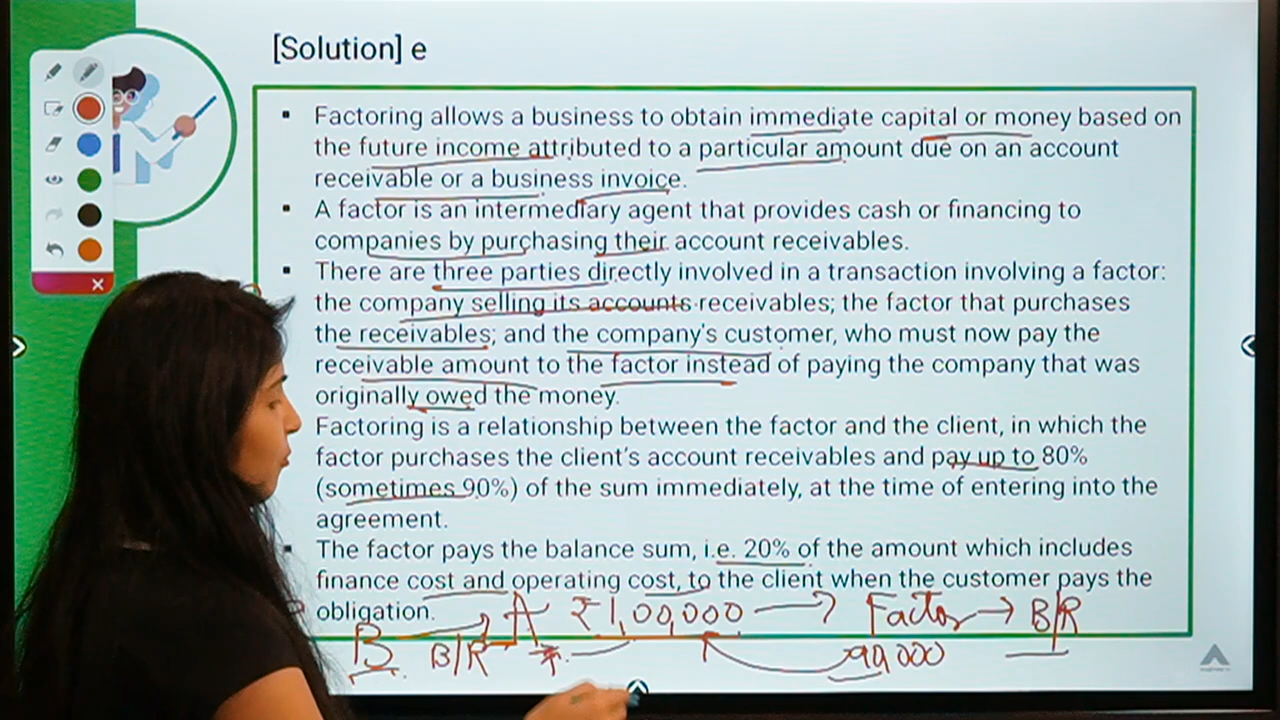 [Solution] e
▪ Factoring allows a business to obtain immediate capital or money based on
the future income attributed to a particular amount due on an account
receivable or a business invoice.
▪ A factor is an intermediary agent that provides cash or financing to
companies by purchasing their account receivables.
▪ There are three parties directly involved in a transaction involving a factor:
the company selling its accounts receivables; the factor that purchases
the receivables; and the company's customer, who must now pay the
receivable amount to the factor instead of paying the company that was
originally owed the money.
Factoring is a relationship between the factor and the client, in which the
factor purchases the client's account receivables and pay up to 80%
(sometimes 90%) of the sum immediately, at the time of entering into the
agreement.
▪ The factor pays the balance sum, i.e. 20% of the amount which includes
finance cost and operating cost, to the client when the customer pays the
obligation.
A ₹1,00,000 → Factor → B/R
B B/R 90,000